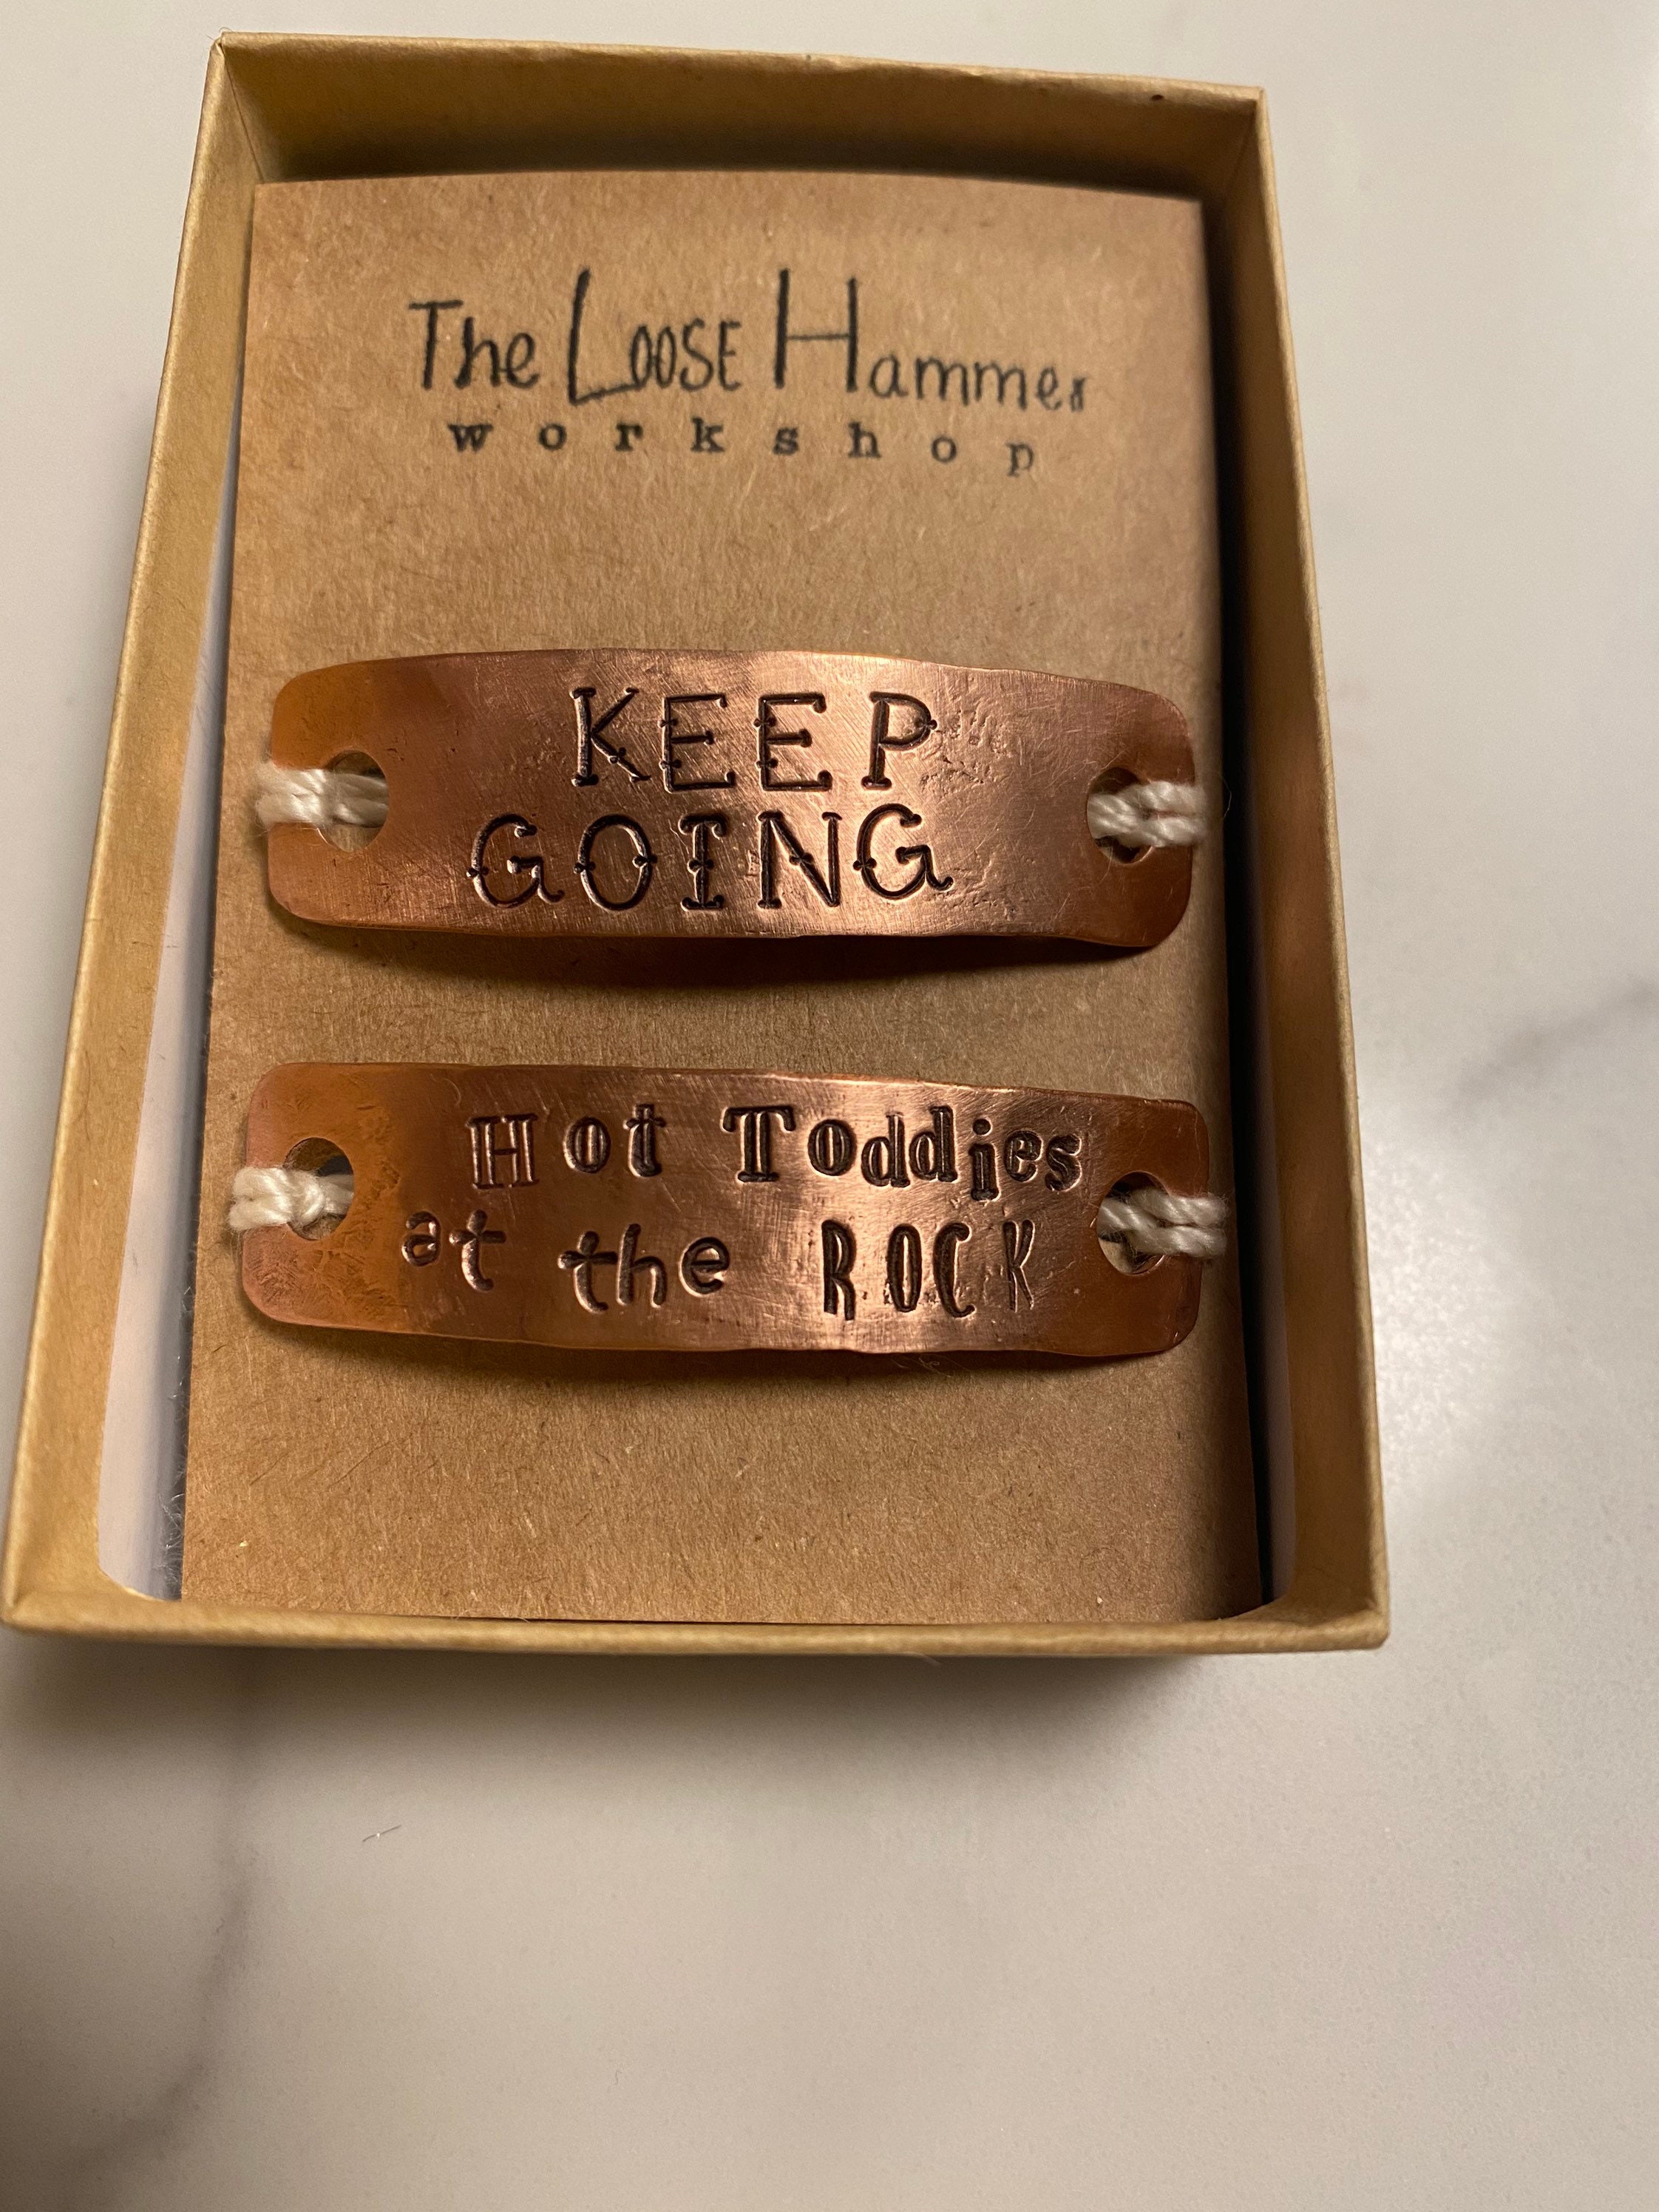 The Loose Hammer
workshop
KEEP
GOING
Hot Toddies
at the ROCK